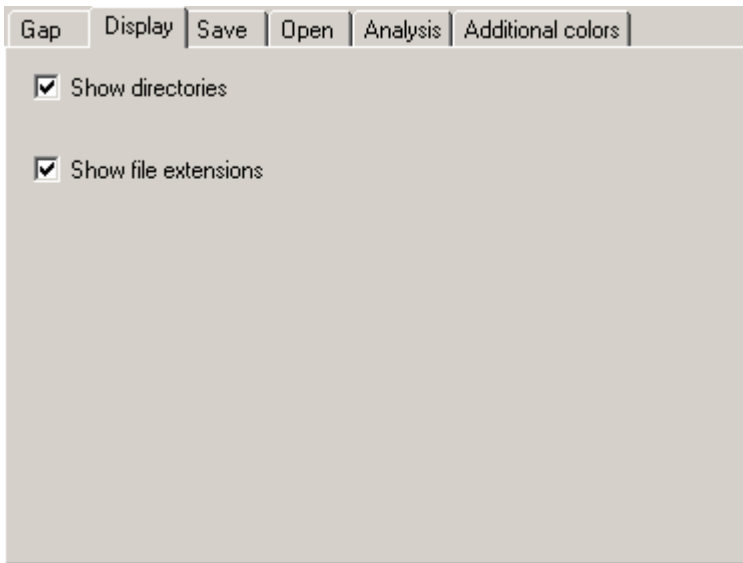 Gap Display Save Open Analysis Additional colors
Show directories
Show file extensions